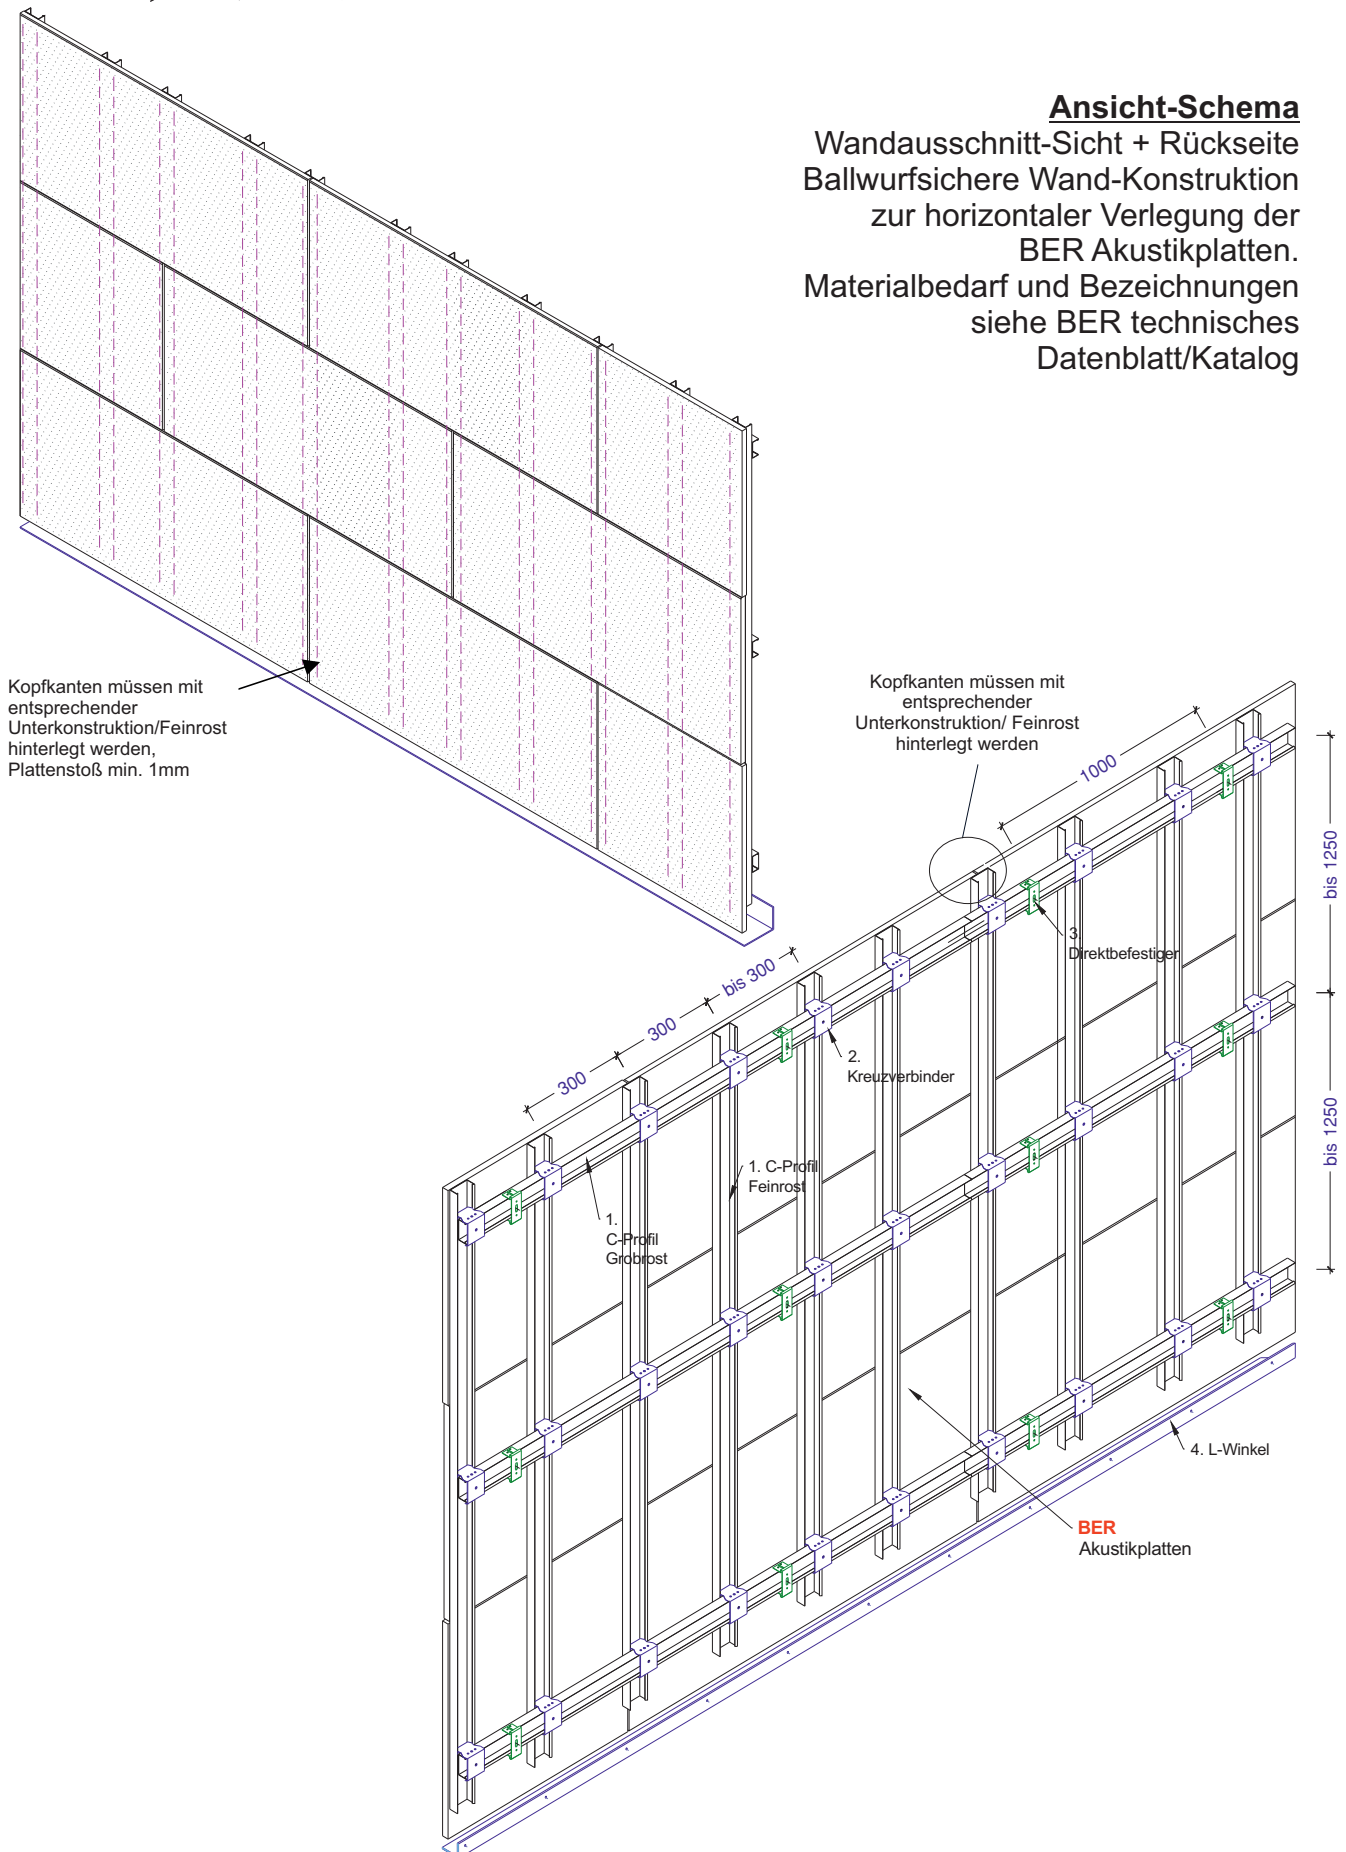 Ansicht-Schema
Wandausschnitt-Sicht + Rückseite
Ballwurfsichere Wand-Konstruktion
zur horizontaler Verlegung der
BER Akustikplatten.
Materialbedarf und Bezeichnungen
siehe BER technisches
Datenblatt/Katalog
Kopfkanten müssen mit
entsprechender
Unterkonstruktion/Feinrost
hinterlegt werden,
Plattenstoß min. 1mm
Kopfkanten müssen mit
entsprechender
Unterkonstruktion/ Feinrost
hinterlegt werden
1000
bis 1250
bis 1250
bis 300
300
300
3.
Direktbefestiger
2.
Kreuzverbinder
1. C-Profil
Feinrost
1.
C-Profil
Grobrost
4. L-Winkel
BER
Akustikplatten